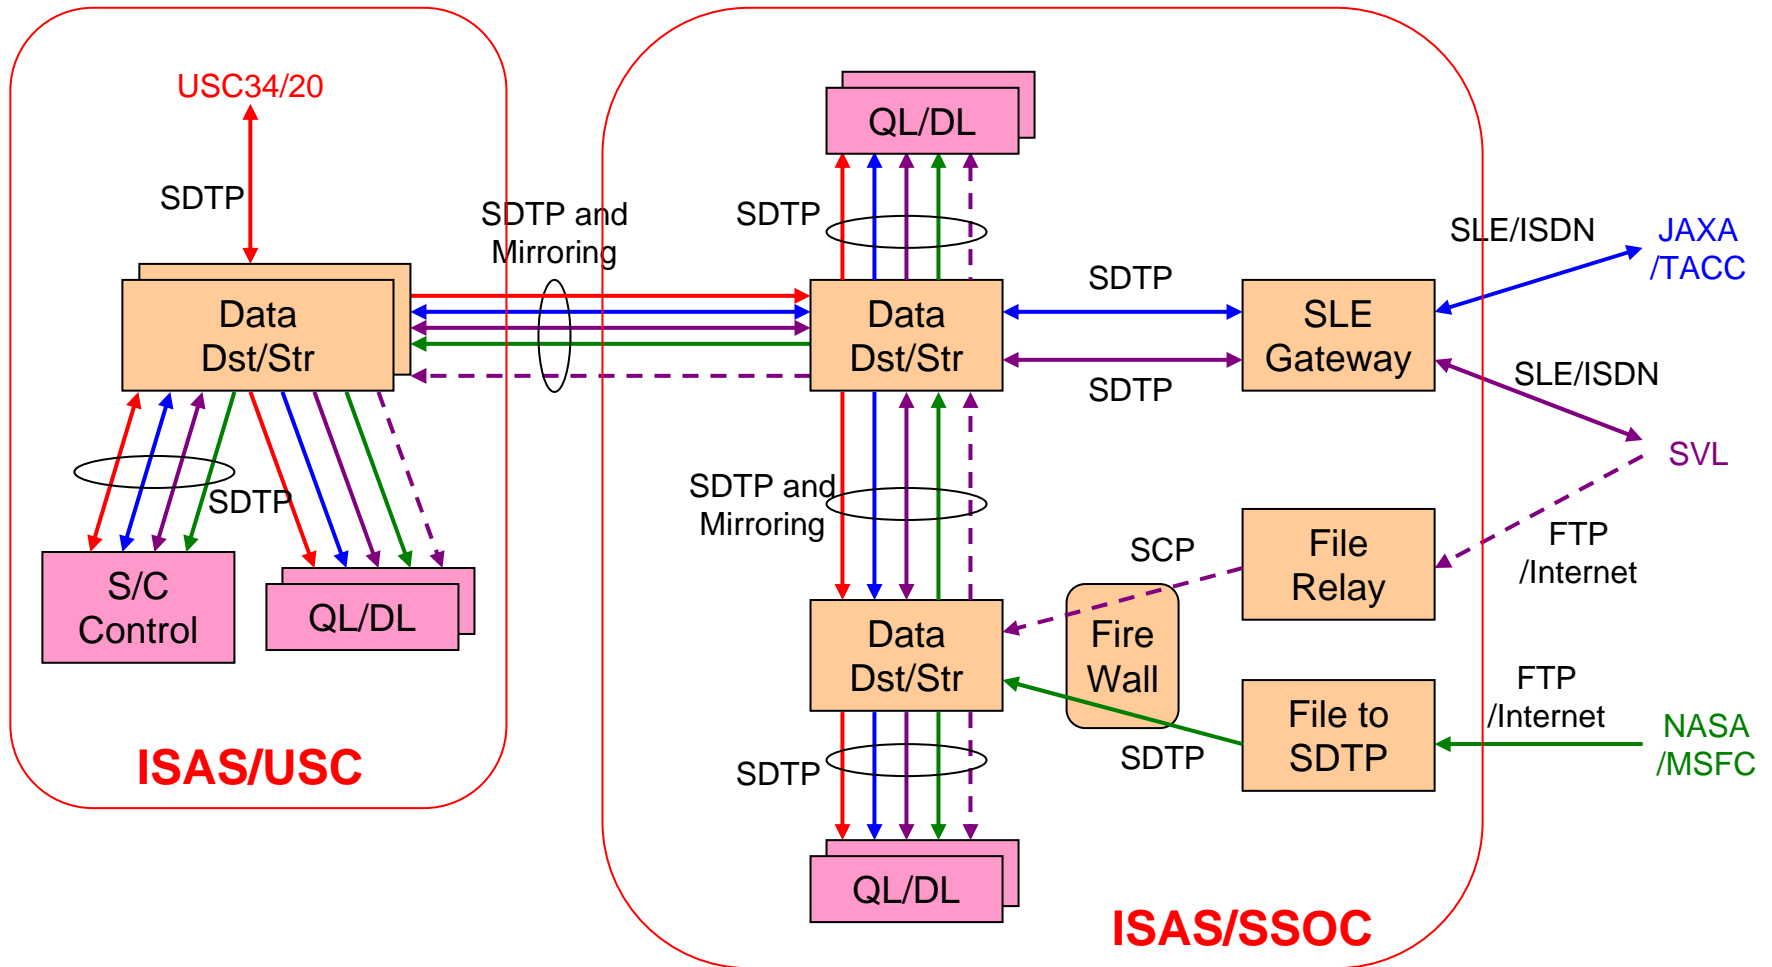 USC34/20
SDTP
Data
Dst/Str
SDTP
S/C
Control
QL/DL
ISAS/USC
SDTP and
Mirroring
QL/DL
SDTP
Data
Dst/Str
SDTP
SDTP
SLE
Gateway
SLE/ISDN
JAXA
/TACC
SLE/ISDN
SVL
SDTP and
Mirroring
SCP
File
Relay
FTP
/Internet
Data
Dst/Str
Fire
Wall
SDTP
File to
SDTP
FTP
/Internet
NASA
/MSFC
SDTP
QL/DL
ISAS/SSOC